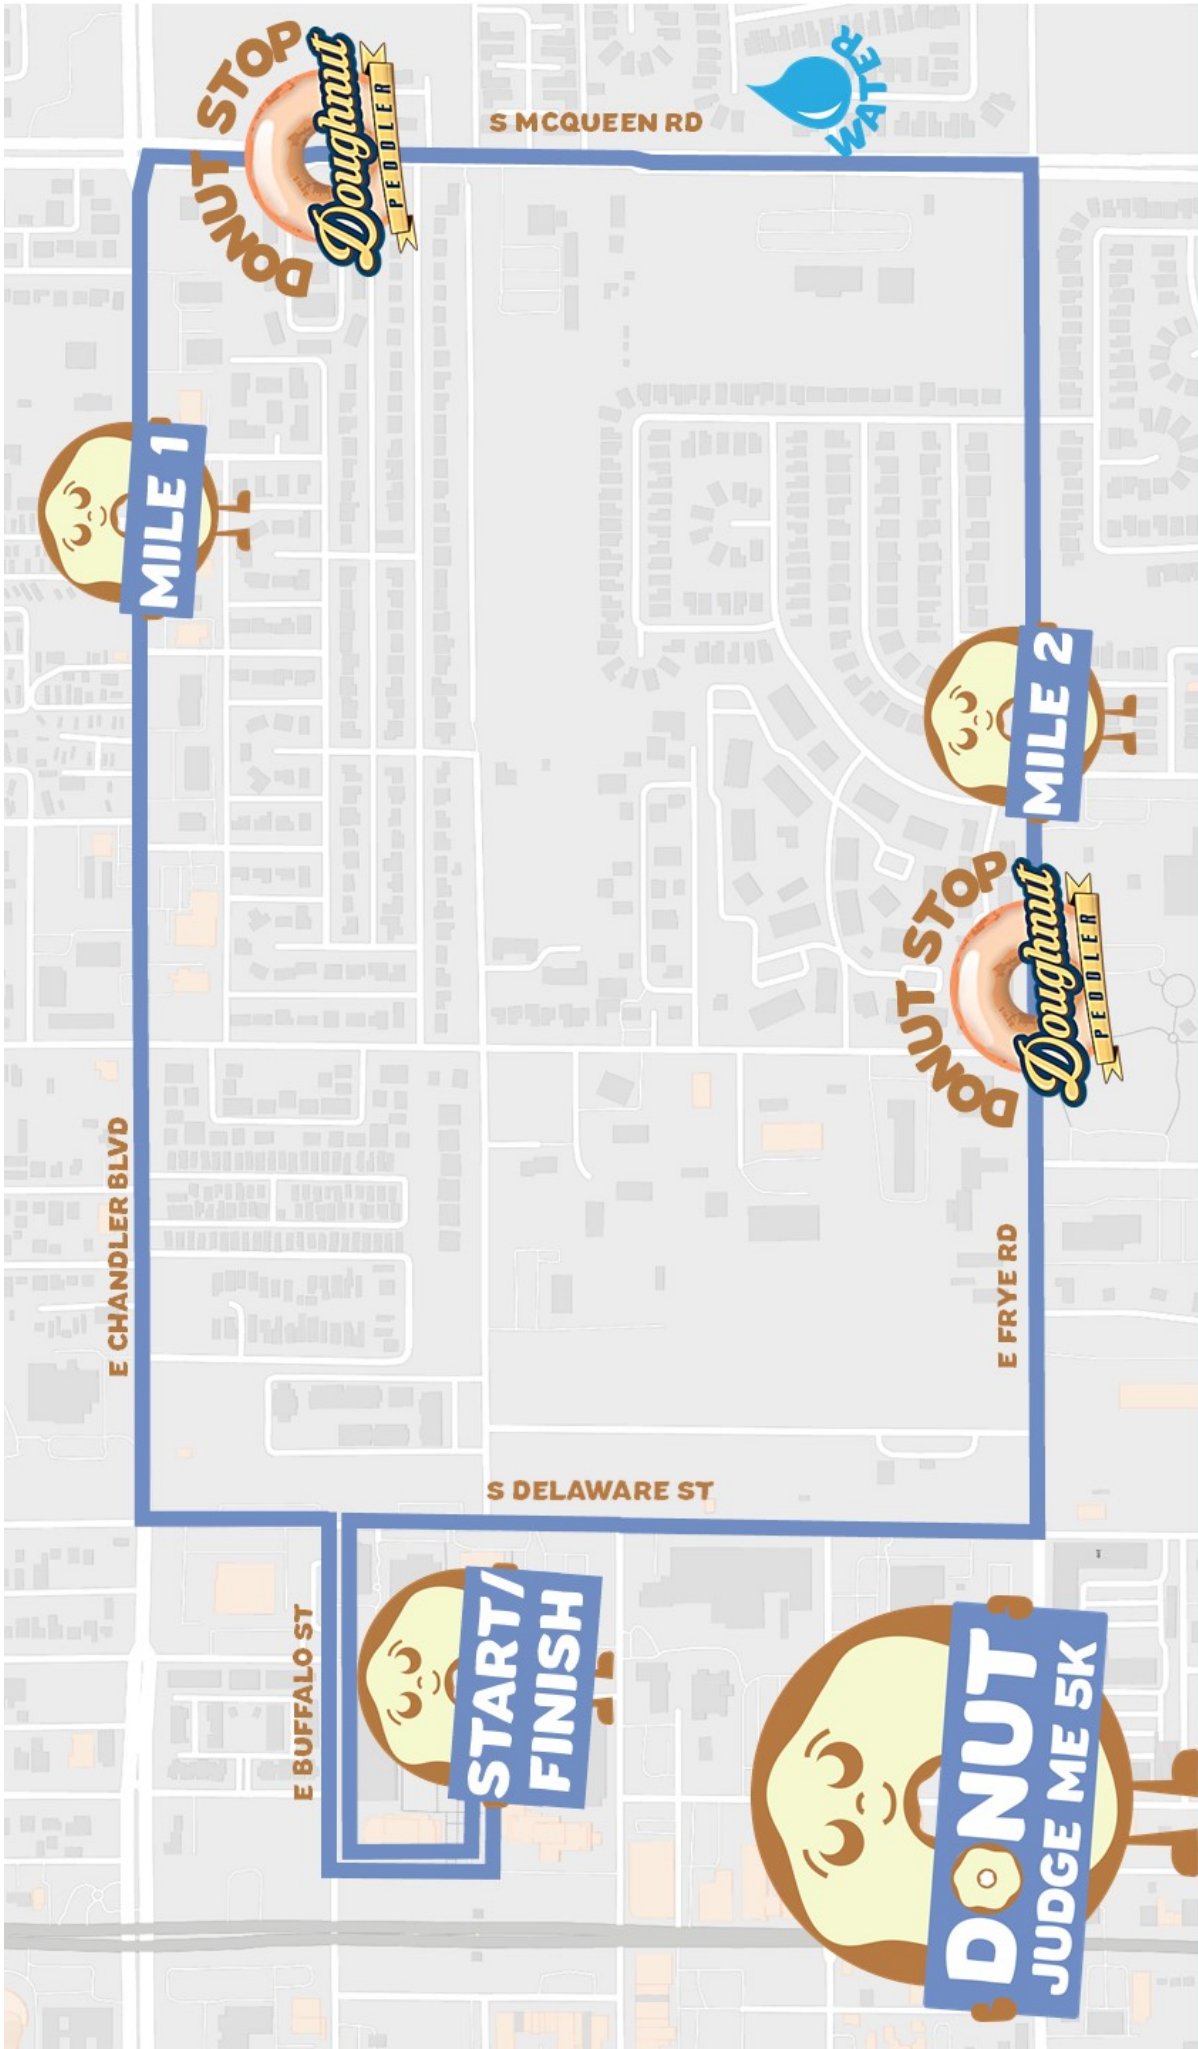 DONUT STOP
Doughnut
PEDDLER
S MCQUEEN RD
WATER
MILE 1
MILE 2
DONUT STOP
Doughnut
PEDDLER
E CHANDLER BLVD
E FRYE RD
S DELAWARE ST
E BUFFALO ST
START/
FINISH
DONUT
JUDGE ME 5K